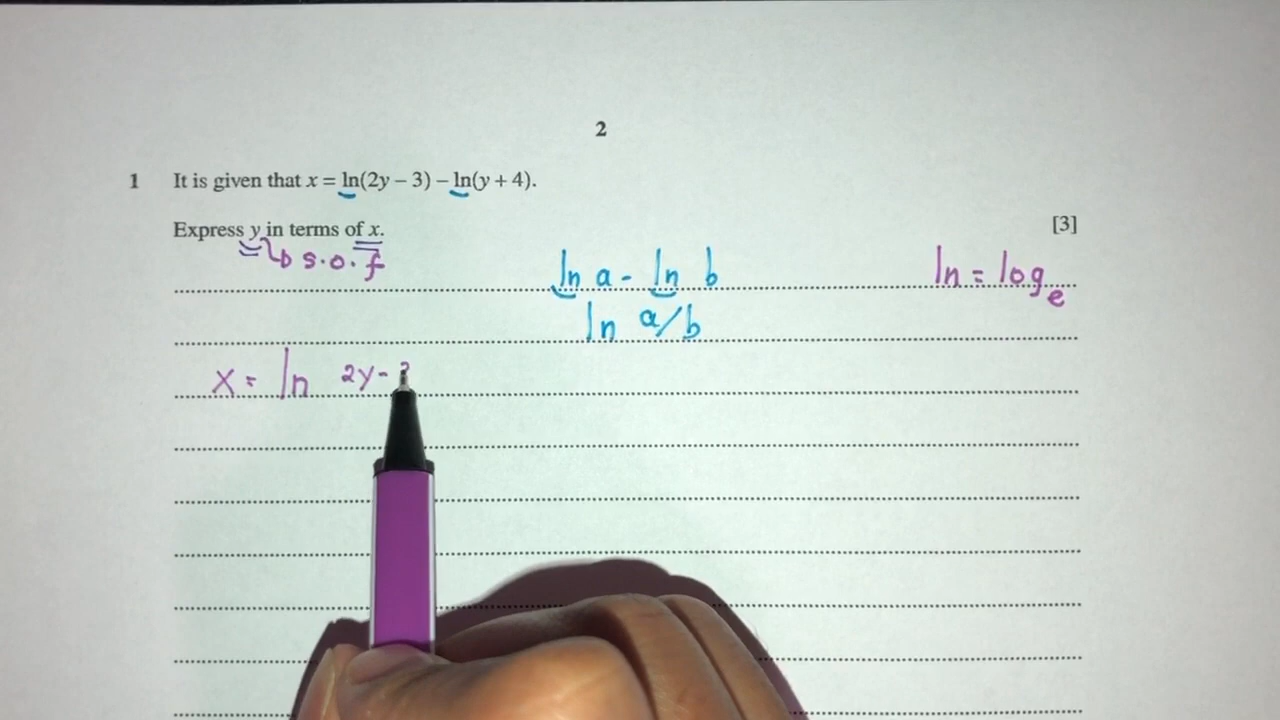 2
1 It is given that x = ln(2y – 3) – ln(y + 4).
Express y in terms of x. [3]
s.o.f
ln a - ln b
ln = log e
ln a/b
x = ln 2y-